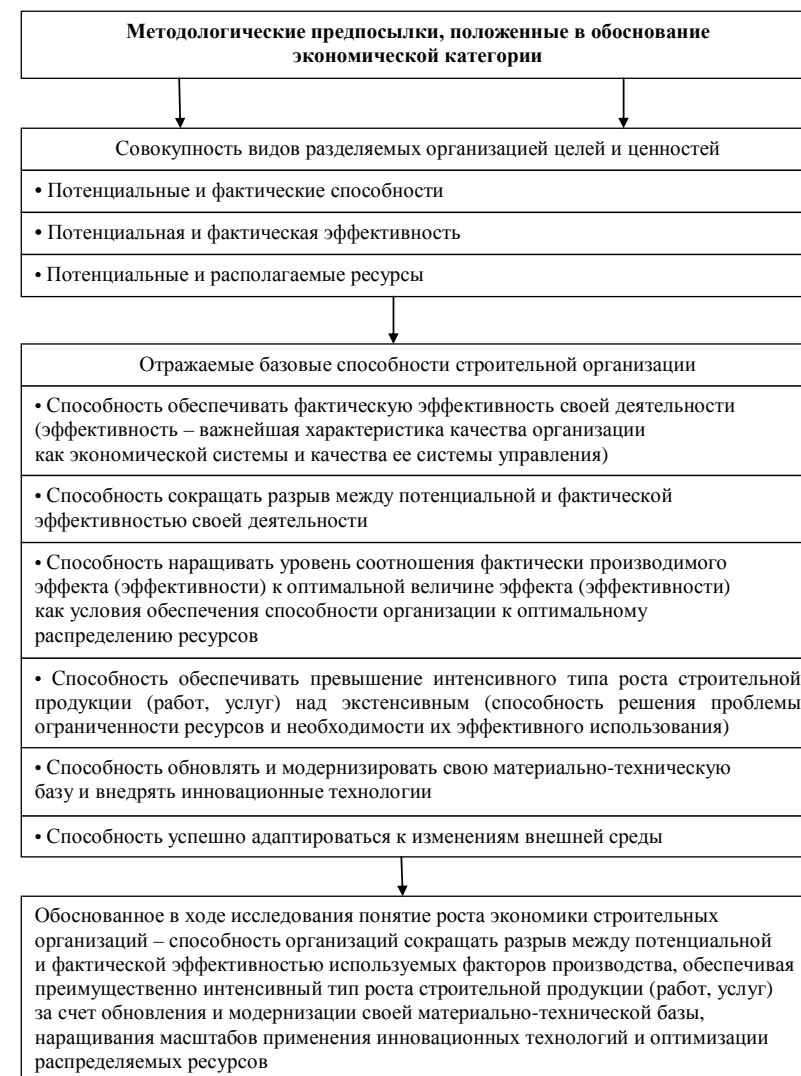 Методологические предпосылки, положенные в обоснование
экономической категории
Совокупность видов разделяемых организацией целей и ценностей
• Потенциальные и фактические способности
• Потенциальная и фактическая эффективность
• Потенциальные и располагаемые ресурсы
Отражаемые базовые способности строительной организации
• Способность обеспечивать фактическую эффективность своей деятельности
(эффективность – важнейшая характеристика качества организации
как экономической системы и качества ее системы управления)
• Способность сокращать разрыв между потенциальной и фактической
эффективностью своей деятельности
• Способность наращивать уровень соотношения фактически производимого
эффекта (эффективности) к оптимальной величине эффекта (эффективности)
как условия обеспечения способности организации к оптимальному
распределению ресурсов
• Способность обеспечивать превышение интенсивного типа роста строительной
продукции (работ, услуг) над экстенсивным (способность решения проблемы
ограниченности ресурсов и необходимости их эффективного использования)
• Способность обновлять и модернизировать свою материально-техническую
базу и внедрять инновационные технологии
• Способность успешно адаптироваться к изменениям внешней среды
Обоснованное в ходе исследования понятие роста экономики строительных
организаций – способность организаций сокращать разрыв между потенциальной
и фактической эффективностью используемых факторов производства, обеспечивая
преимущественно интенсивный тип роста строительной продукции (работ, услуг)
за счет обновления и модернизации своей материально-технической базы,
наращивания масштабов применения инновационных технологий и оптимизации
распределяемых ресурсов